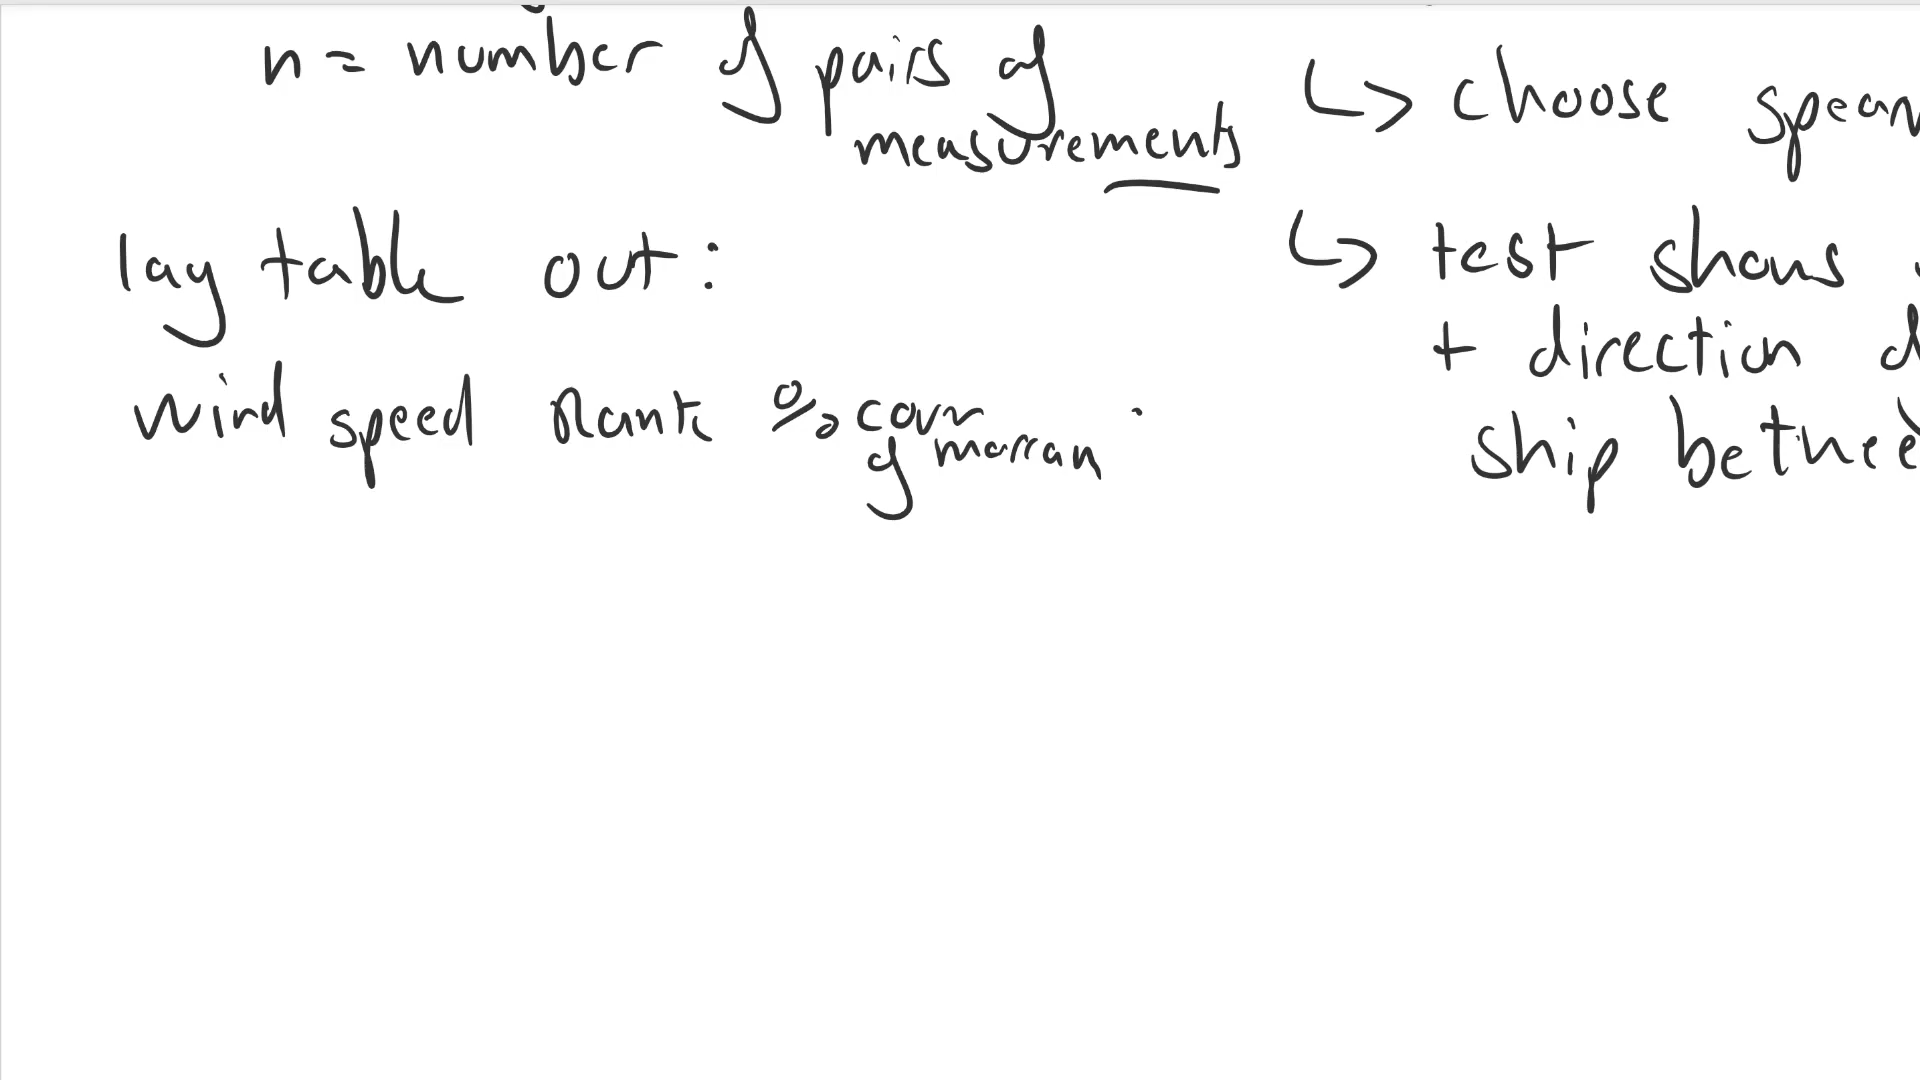 n = number of pairs of
measurements
lay table out:
wind speed Rank % cover
of marram
↳ choose spear
↳ test shows
+ direction
ship betwee